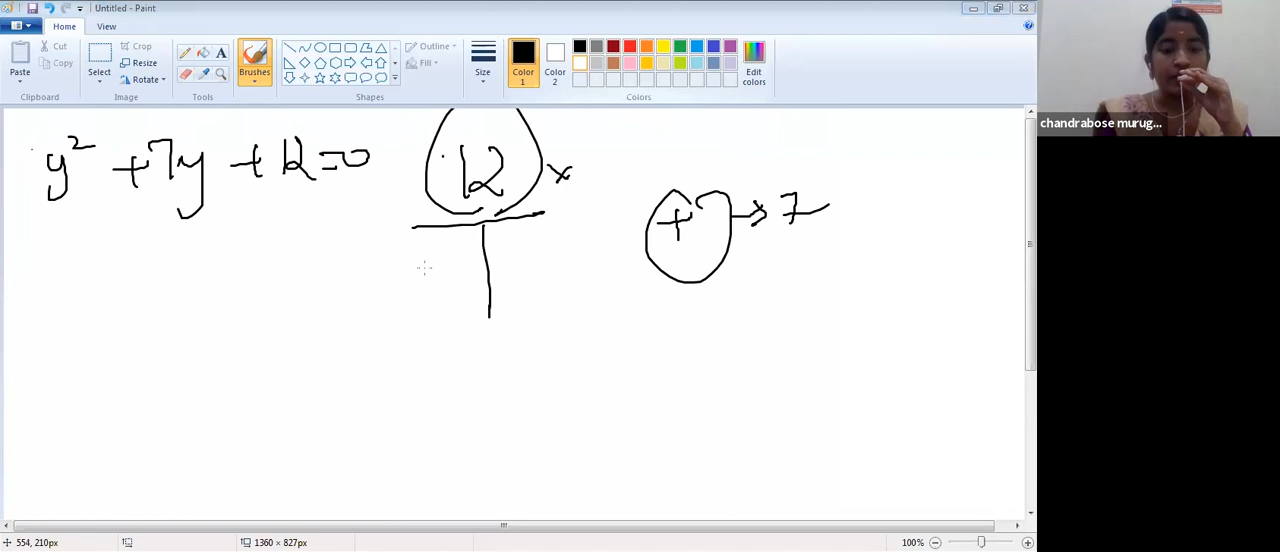 Untitled - Paint
Home
View
Paste
Cut
Copy
Clipboard
Select
Crop
Resize
Rotate
Image
Tools
Brushes
Shapes
Outline
Fill
Size
Color 1
Color 2
Colors
Edit colors
chandrabose murug...
y² +7y +12=0
12 x
+ → 7
554, 210px
1360 × 827px
100%